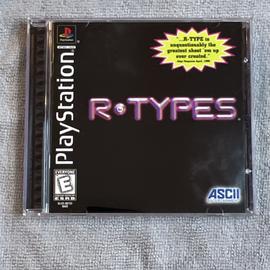 "...R-TYPE is
unquestionably the
greatest shoot 'em up
ever created."
PlayStation
R•TYPES
EVERYONE
E
ESRB
ASCII